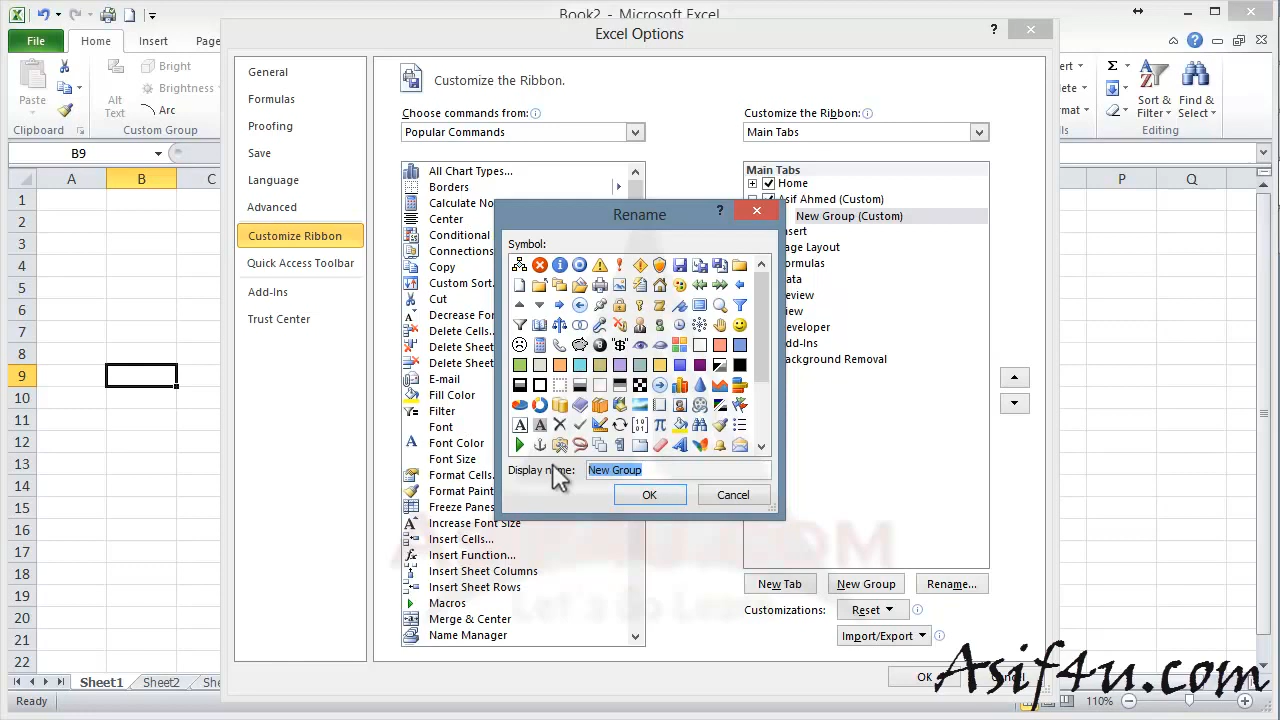 Book2 - Microsoft Excel
Excel Options
File
Home
Insert
Page
Paste
Clipboard
Alt
Text
Bright
Brightness
Arc
Custom Group
Sort &
Filter
Find &
Select
Editing
B9
A
B
C
P
Q
1
2
3
4
5
6
7
8
9
10
11
12
13
14
15
16
17
18
19
20
21
22
General
Formulas
Proofing
Save
Language
Advanced
Customize Ribbon
Quick Access Toolbar
Add-Ins
Trust Center
Customize the Ribbon.
Choose commands from:
Popular Commands
All Chart Types...
Borders
Calculate No
Center
Conditional
Connections
Copy
Custom Sort.
Cut
Decrease Fon
Delete Cells..
Delete Sheet
Delete Sheet
E-mail
Filter
Font
Font Color
Font Size
Format Cells.
Format Paint
Freeze Panes
Increase Font Size
Insert Cells...
Insert Function...
Insert Sheet Columns
Insert Sheet Rows
Macros
Merge & Center
Name Manager
Customize the Ribbon:
Main Tabs
Main Tabs
Home
Asif Ahmed (Custom)
New Group (Custom)
nsert
age Layout
ormulas
ata
eview
iew
eveloper
dd-Ins
ackground Removal
New Tab
New Group
Rename...
Customizations:
Reset
Import/Export
Rename
Symbol:
Display name:
New Group
OK
Cancel
OK
Sheet1
Sheet2
Sh
Ready
110%
Asif4u.com